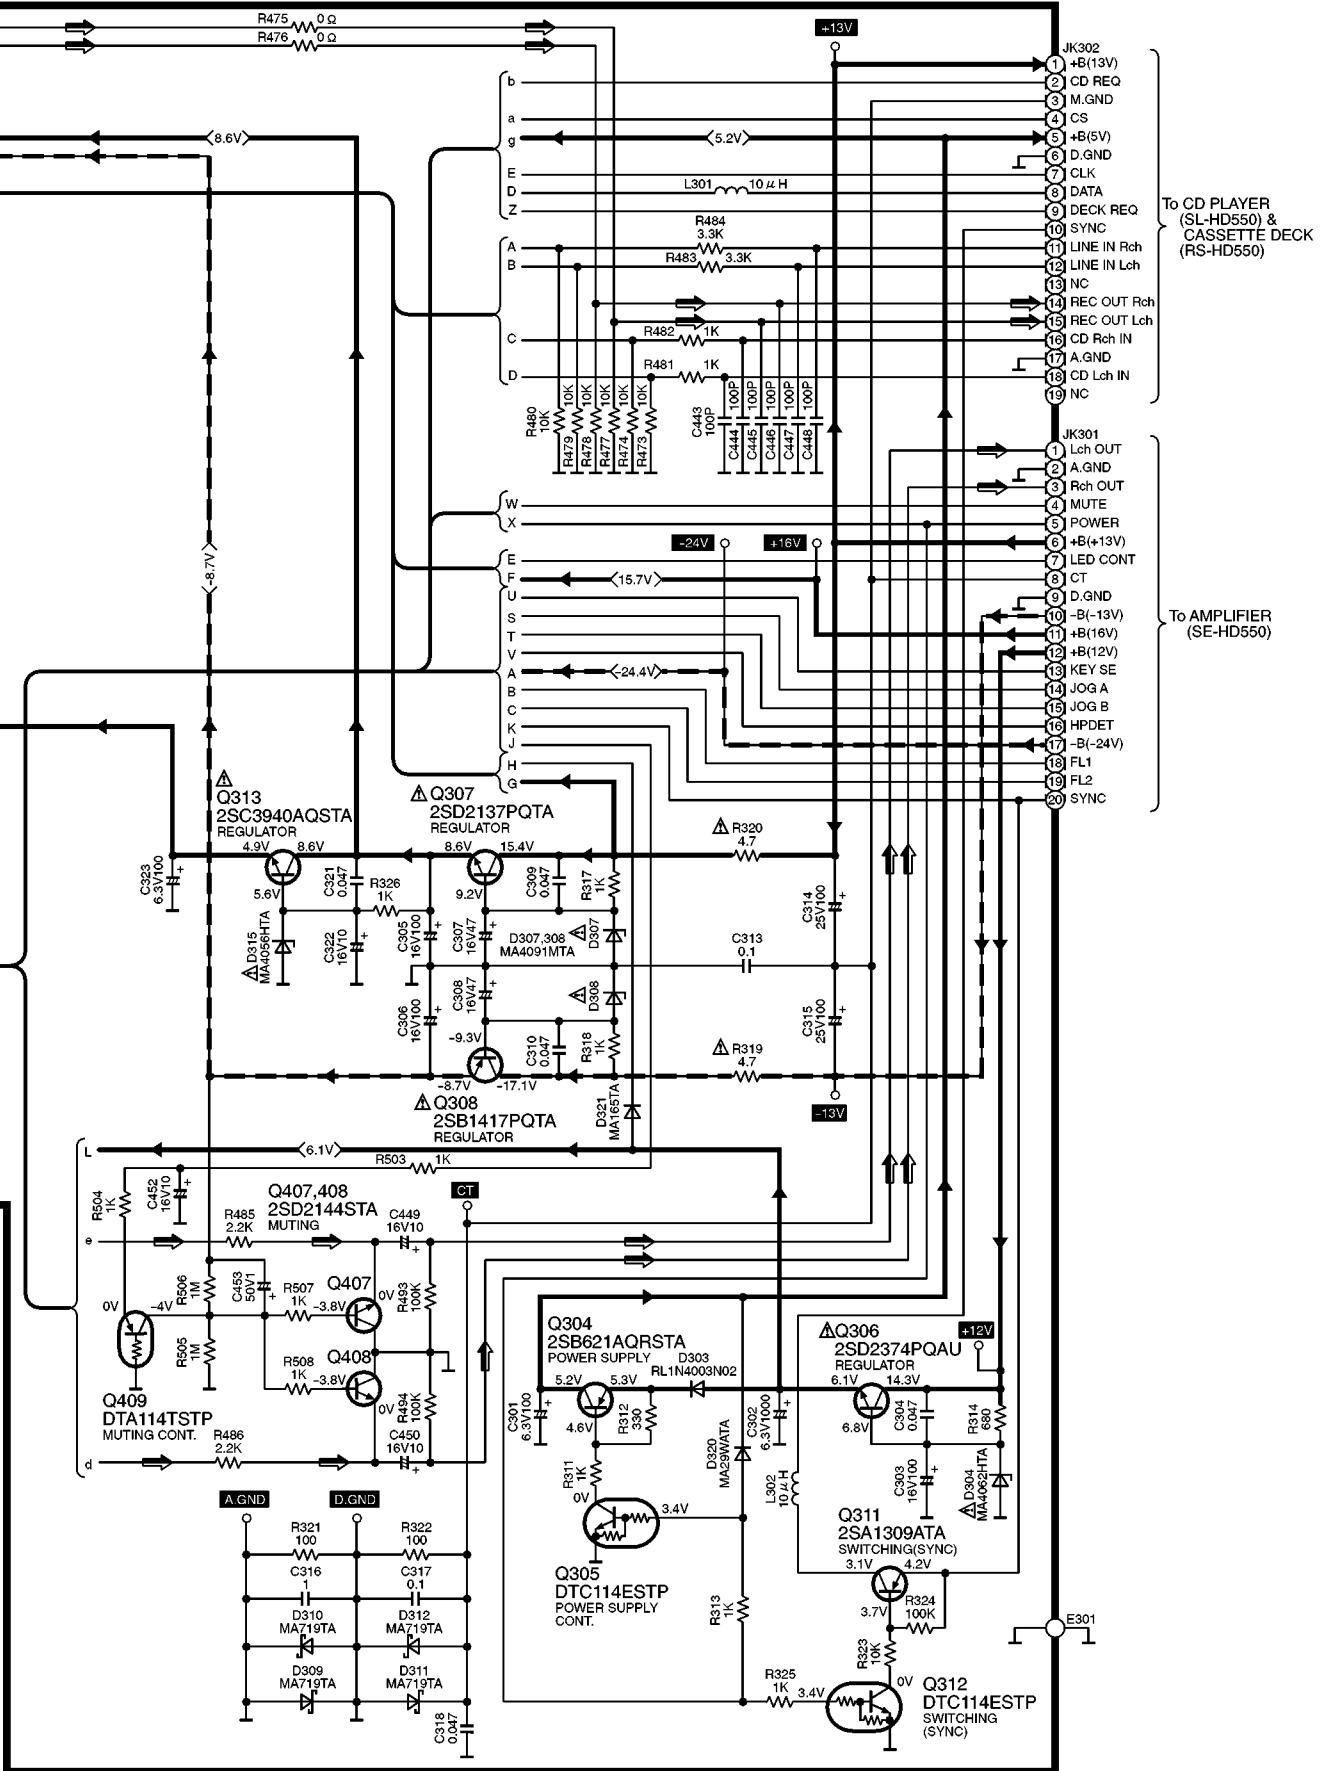 R475 0Ω
R476 0Ω
+13V
JK302
1 +B(13V)
b 2 CD REQ
3 M.GND
a 4 CS
8.6V
g 5.2V 5 +B(5V)
6 D.GND
E 7 CLK
D L301 10μH 8 DATA
Z 9 DECK REQ
10 SYNC
To CD PLAYER
(SL-HD550) &
CASSETTE DECK
(RS-HD550)
R484
3.3K
A 11 LINE IN Rch
B R483 3.3K 12 LINE IN Lch
13 NC
14 REC OUT Rch
15 REC OUT Lch
C R482 1K 16 CD Rch IN
17 A.GND
D R481 1K 18 CD Lch IN
19 NC
R480
10K
R479 10K
R478 10K
R477 10K
R474 10K
R473 10K
C443
100P
C444 100P
C445 100P
C446 100P
C447 100P
C448 100P
JK301
1 Lch OUT
2 A.GND
3 Rch OUT
W 4 MUTE
X 5 POWER
-24V +16V 6 +B(+13V)
E 7 LED CONT
F 15.7V 8 CT
-8.7V
U 9 D.GND
S 10 -B(-13V)
T 11 +B(16V)
V 12 +B(12V)
A -24.4V 13 KEY SE
B 14 JOG A
C 15 JOG B
K 16 HPDET
J 17 -B(-24V)
H 18 FL1
G 19 FL2
20 SYNC
To AMPLIFIER
(SE-HD550)
Q313
2SC3940AQSTA
REGULATOR
4.9V 8.6V
5.6V
Q307
2SD2137PQTA
REGULATOR
8.6V 15.4V
9.2V
R320
4.7
C323
6.3V100
D315
MA4056HTA
C321
0.047
R326
1K
C322
16V10
C305
16V100
C307
16V47
C309
0.047
R317
1K
D307,308
MA4091MTA
D307
C314
25V100
C313
0.1
C306
16V100
C308
16V47
D308
C310
0.047
R318
1K
C315
25V100
-9.3V
-8.7V -17.1V
R319
4.7
Q308
2SB1417PQTA
REGULATOR
D321
MA165TA
-13V
L 6.1V
R503 1K
R504
1K
C452
16V10
Q407,408
2SD2144STA
MUTING
CT
R485
2.2K
C449
16V10
e
R506
1M
C453
50V1
R507
1K
-3.8V
Q407
0V
R493
100K
0V -4V
R505
1M
R508
1K
-3.8V
Q408
0V
R494
100K
Q409
DTA114TSTP
MUTING CONT.
R486
2.2K
C450
16V10
d
Q304
2SB621AQRSTA
POWER SUPPLY
5.2V 5.3V
4.6V
D303
RL1N4003N02
Q306
2SD2374PQAU
REGULATOR
6.1V 14.3V
6.8V
+12V
C301
6.3V100
R312
330
C302
6.3V1000
C304
0.047
R314
680
R311
1K
D320
MA29WATA
L302
10μH
C303
16V100
D304
MA4062HTA
0V
3.4V
Q305
DTC114ESTP
POWER SUPPLY
CONT.
Q311
2SA1309ATA
SWITCHING(SYNC)
3.1V 4.2V
3.7V
R324
100K
R313
1K
R323
10K
A.GND D.GND
R321
100
R322
100
C316
1
C317
0.1
D310
MA719TA
D312
MA719TA
D309
MA719TA
D311
MA719TA
C318
0.047
E301
R325
1K
3.4V
0V
Q312
DTC114ESTP
SWITCHING
(SYNC)